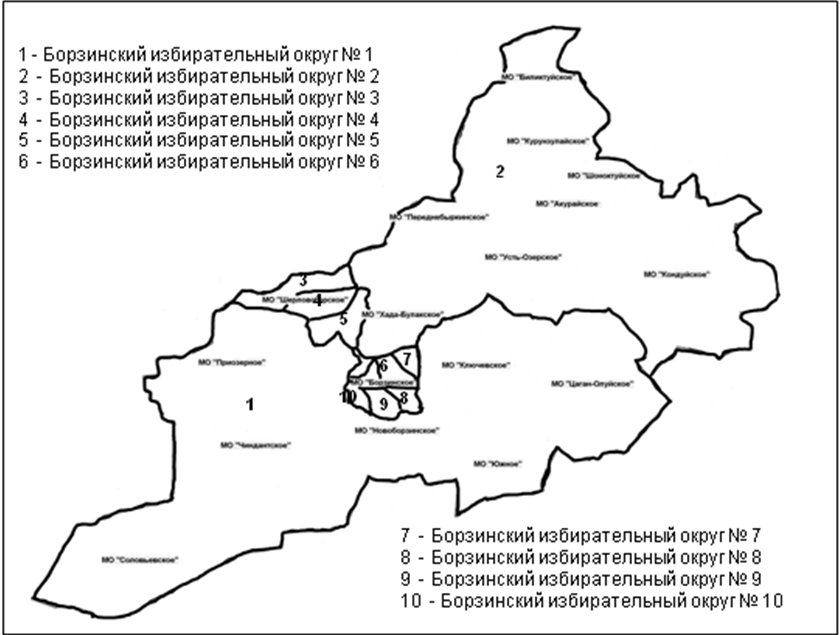 1 - Борзинский избирательный округ № 1
2 - Борзинский избирательный округ № 2
3 - Борзинский избирательный округ № 3
4 - Борзинский избирательный округ № 4
5 - Борзинский избирательный округ № 5
6 - Борзинский избирательный округ № 6
МО "Биликтуйское"
МО "Курунзулайское"
2
МО "Шоноктуйское"
МО "Акурайское
МО "Переднебыркинское"
МО "Усть-Озерское"
МО "Кондуйское"
3
МО "Шерловогорское"
4
5
МО "Хада-Булакское"
МО "Приозерное"
6
7
МО "Ключевское"
МО "Борзинское"
МО "Цаган-Олуйское"
1
10
9
8
МО "Новоборзинское"
МО "Чиндантское"
МО "Южное"
МО "Соловьевское"
7 - Борзинский избирательный округ № 7
8 - Борзинский избирательный округ № 8
9 - Борзинский избирательный округ № 9
10 - Борзинский избирательный округ № 10